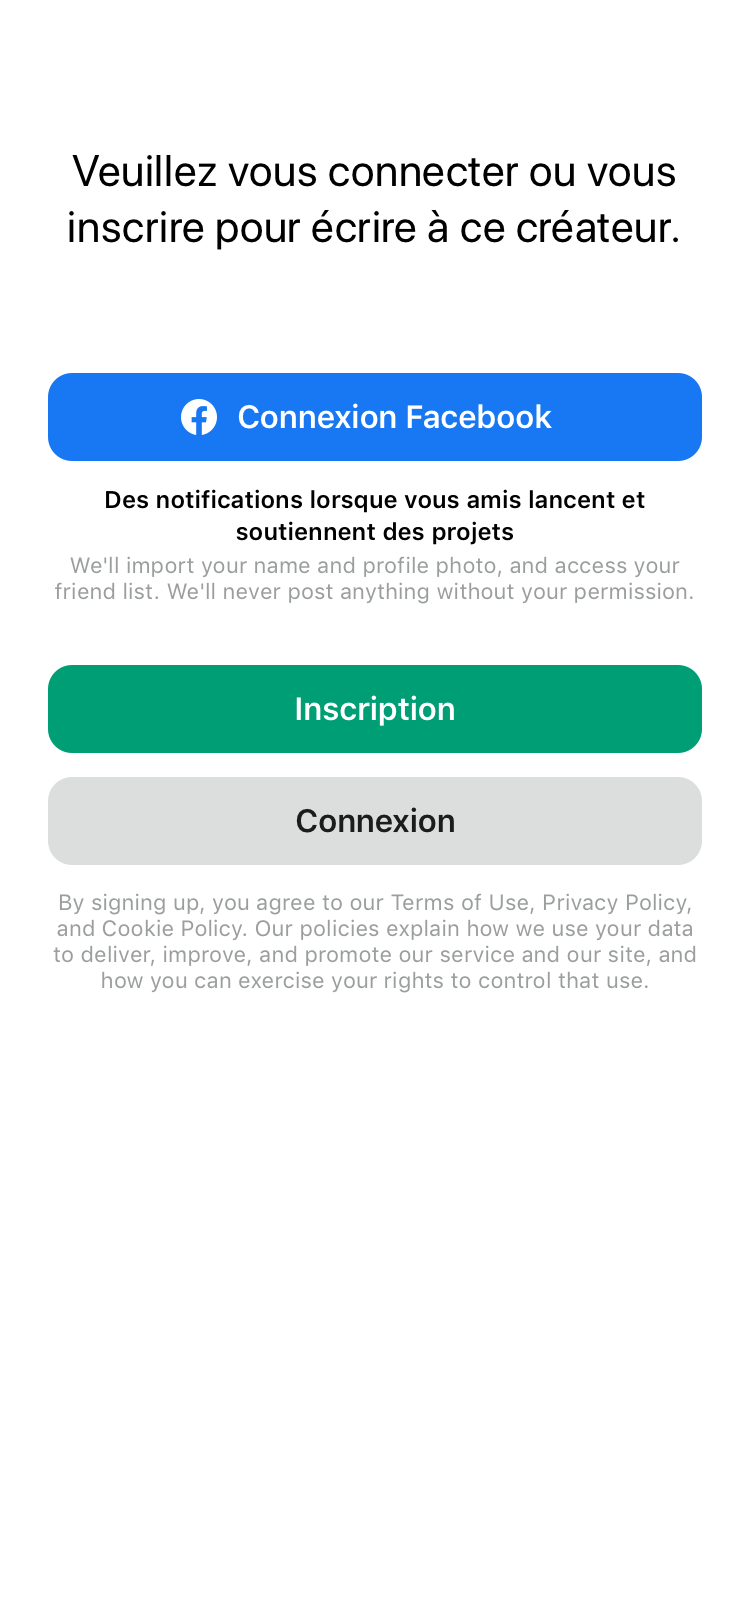 Veuillez vous connecter ou vous
inscrire pour écrire à ce créateur.
Connexion Facebook
Des notifications lorsque vous amis lancent et
soutiennent des projets
We'll import your name and profile photo, and access your
friend list. We'll never post anything without your permission.
Inscription
Connexion
By signing up, you agree to our Terms of Use, Privacy Policy,
and Cookie Policy. Our policies explain how we use your data
to deliver, improve, and promote our service and our site, and
how you can exercise your rights to control that use.